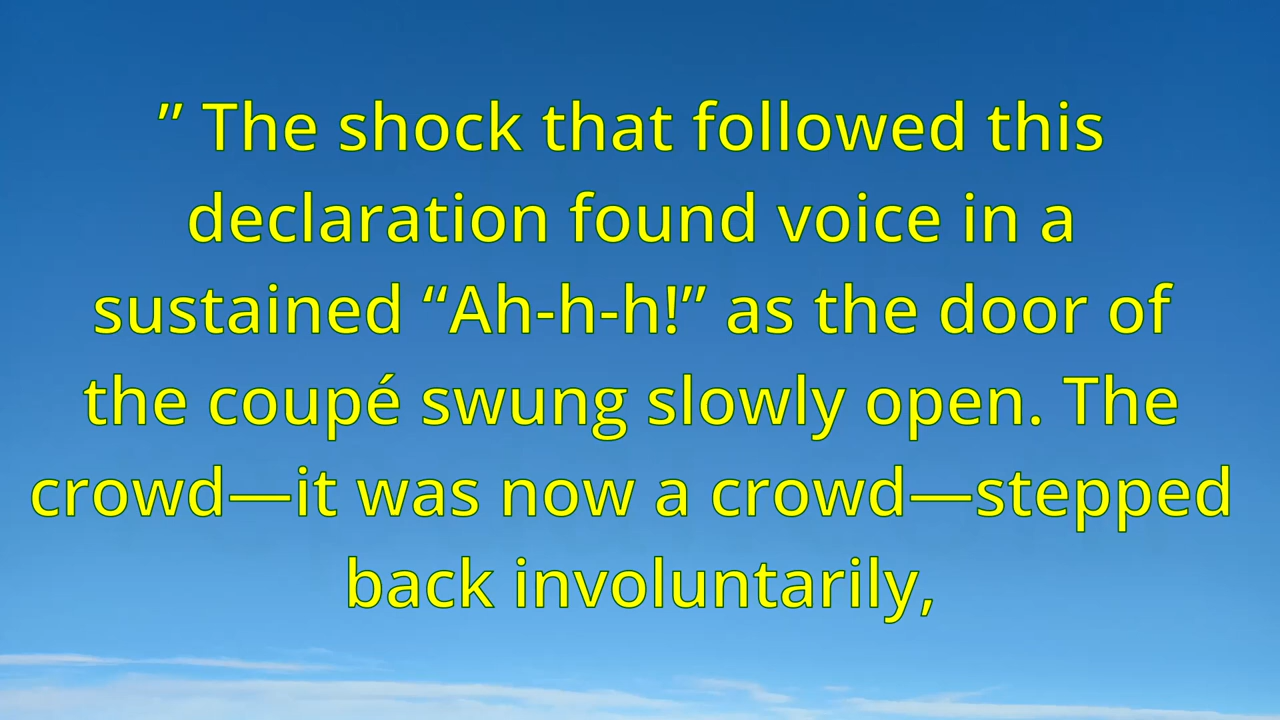 ” The shock that followed this
declaration found voice in a
sustained “Ah-h-h!” as the door of
the coupé swung slowly open. The
crowd—it was now a crowd—stepped
back involuntarily,